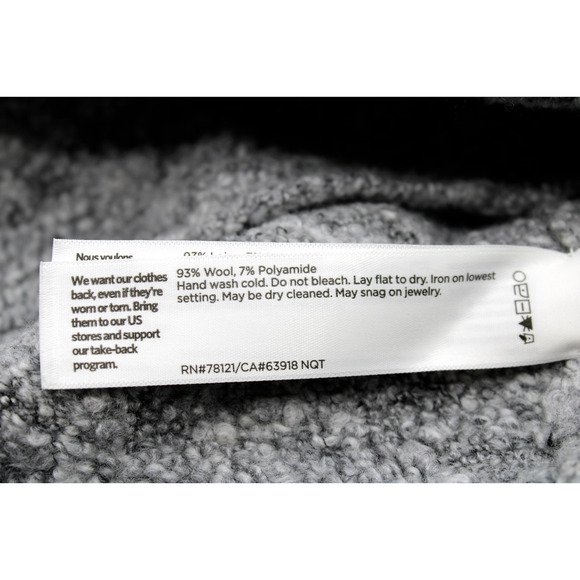 Nous voulons
We want our clothes
back, even if they're
worn or torn. Bring
them to our US
stores and support
our take-back
program.
93% Wool, 7% Polyamide
Hand wash cold. Do not bleach. Lay flat to dry. Iron on lowest
setting. May be dry cleaned. May snag on jewelry.
RN#78121/CA#63918 NQT